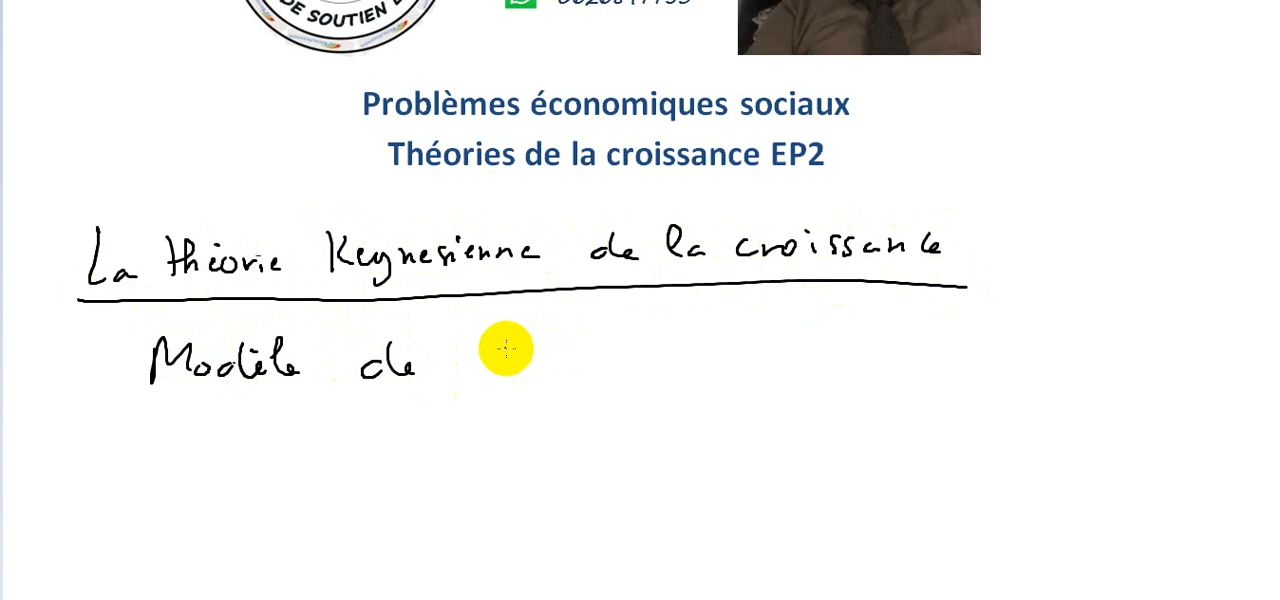 DE SOUTIEN
Problèmes économiques sociaux
Théories de la croissance EP2
La théorie Keynesienne de la croissance
Modèle de